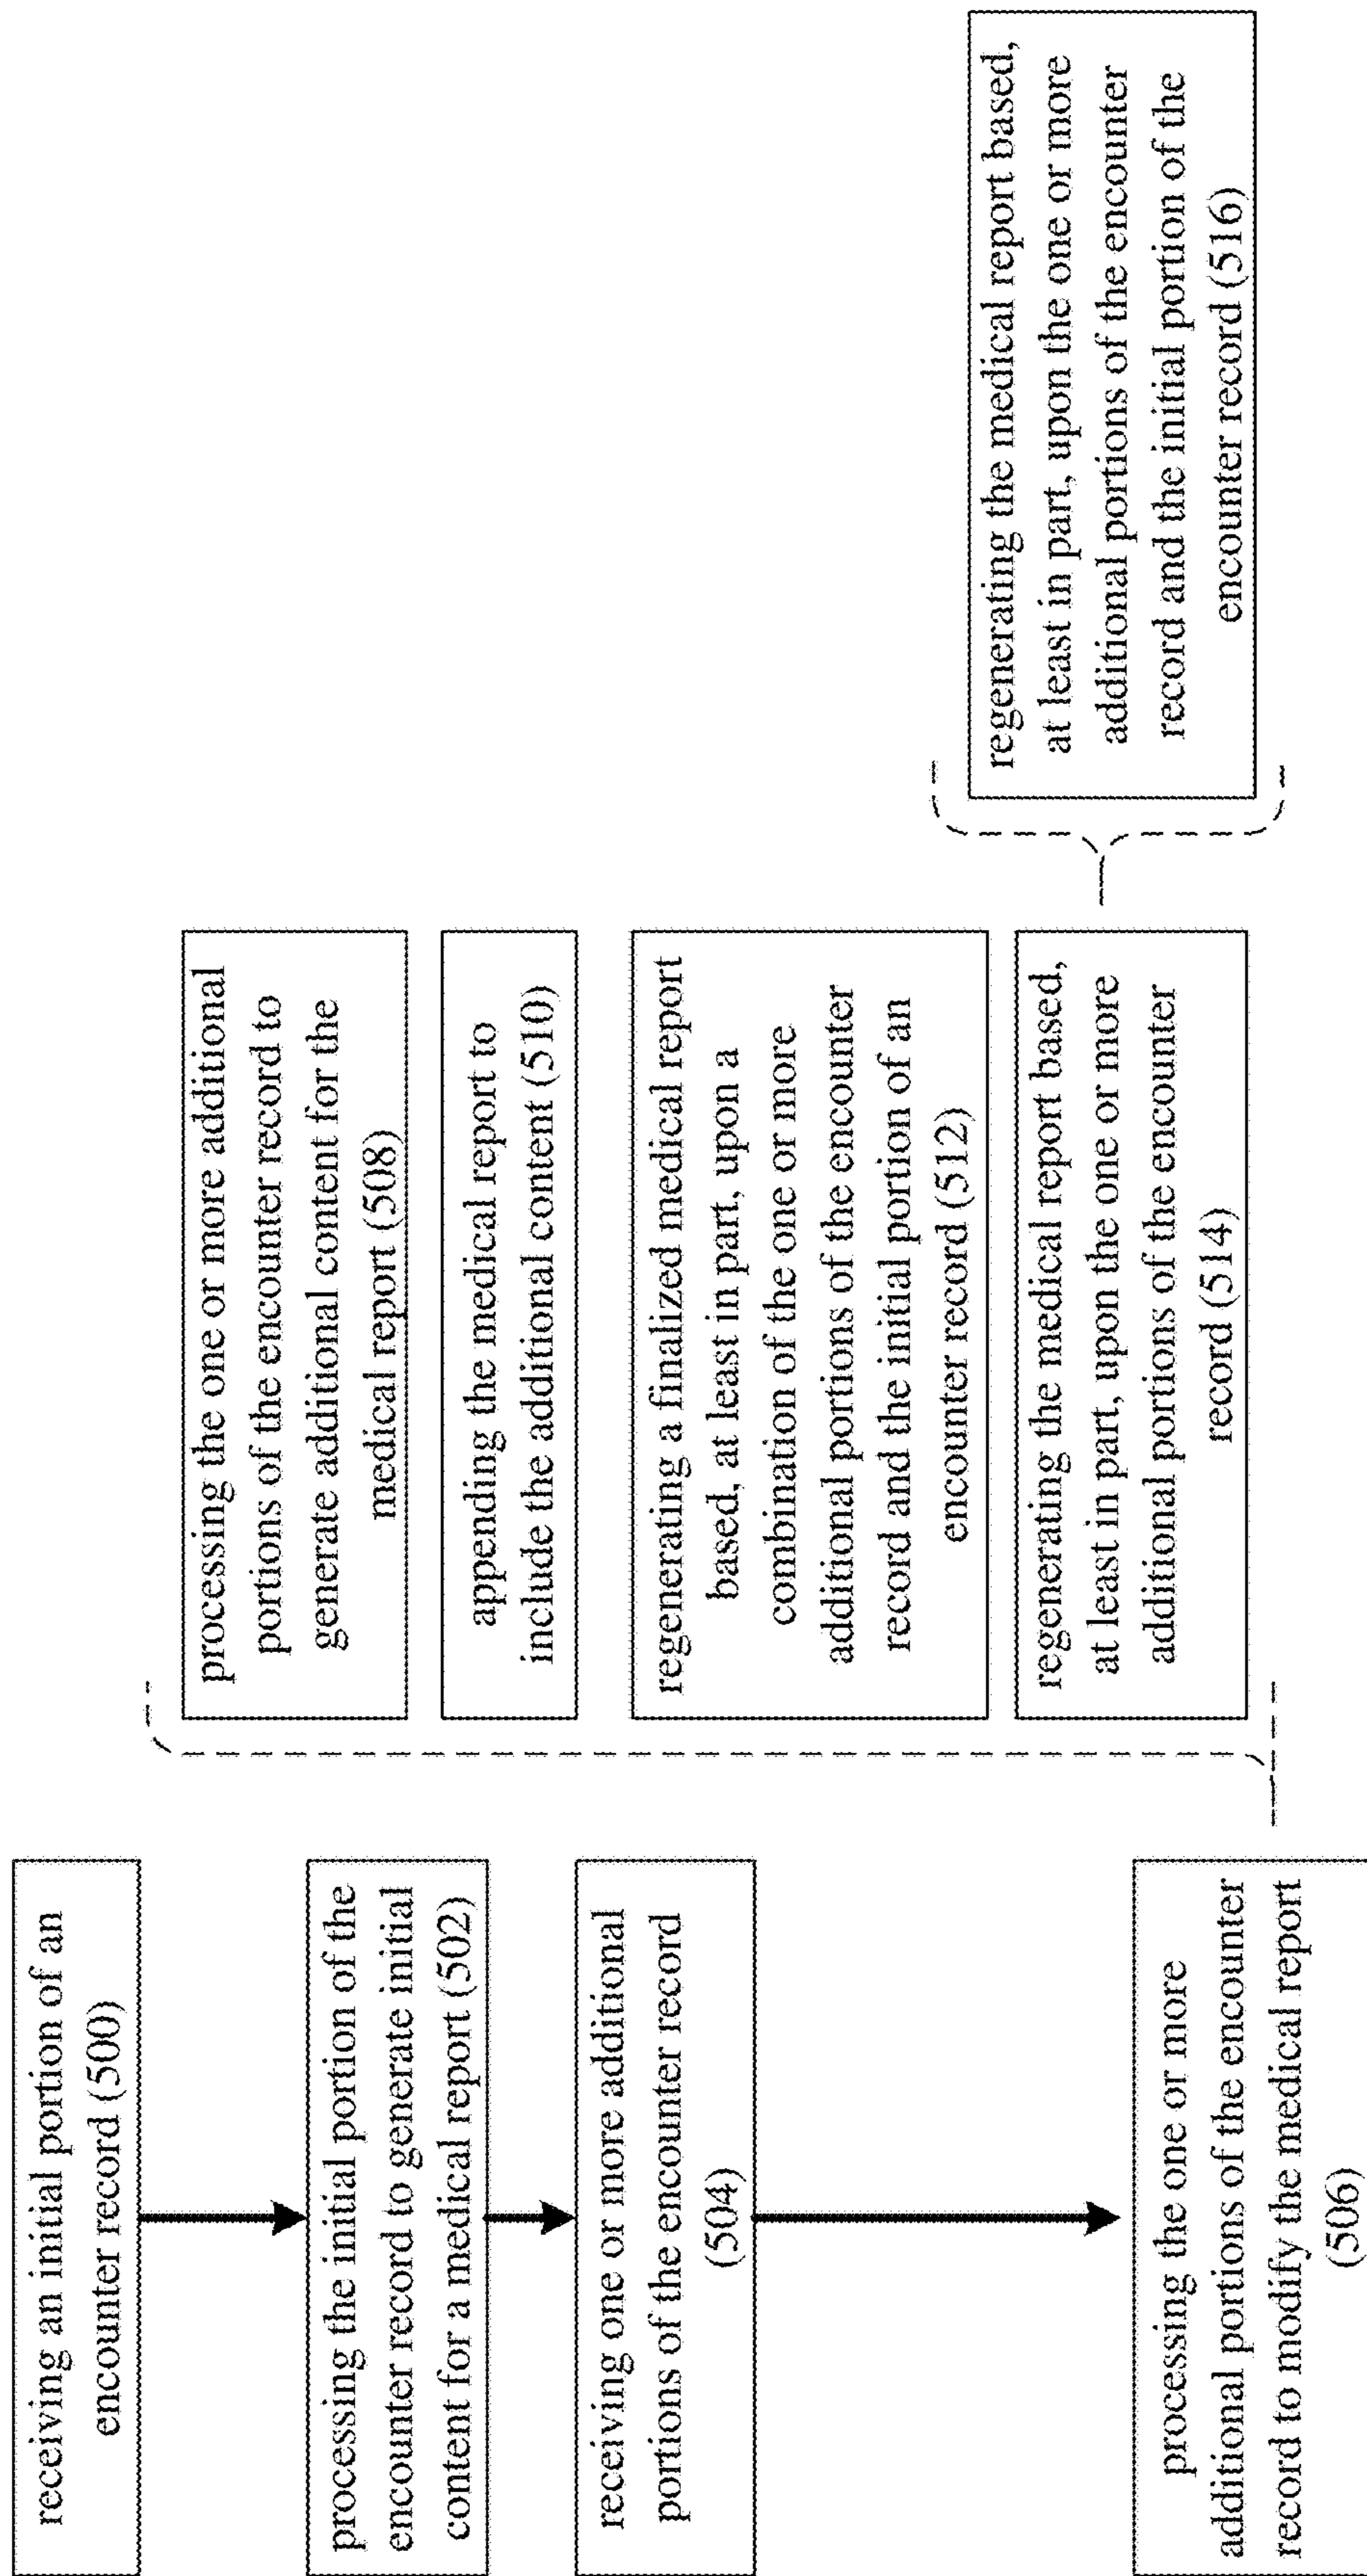 receiving an initial portion of an
encounter record (500)
processing the initial portion of the
encounter record to generate initial
content for a medical report (502)
receiving one or more additional
portions of the encounter record
(504)
processing the one or more
additional portions of the encounter
record to modify the medical report
(506)
processing the one or more additional
portions of the encounter record to
generate additional content for the
medical report (508)
appending the medical report to
include the additional content (510)
regenerating a finalized medical report
based, at least in part, upon a
combination of the one or more
additional portions of the encounter
record and the initial portion of an
encounter record (512)
regenerating the medical report based,
at least in part, upon the one or more
additional portions of the encounter
record (514)
regenerating the medical report based,
at least in part, upon the one or more
additional portions of the encounter
record and the initial portion of the
encounter record (516)